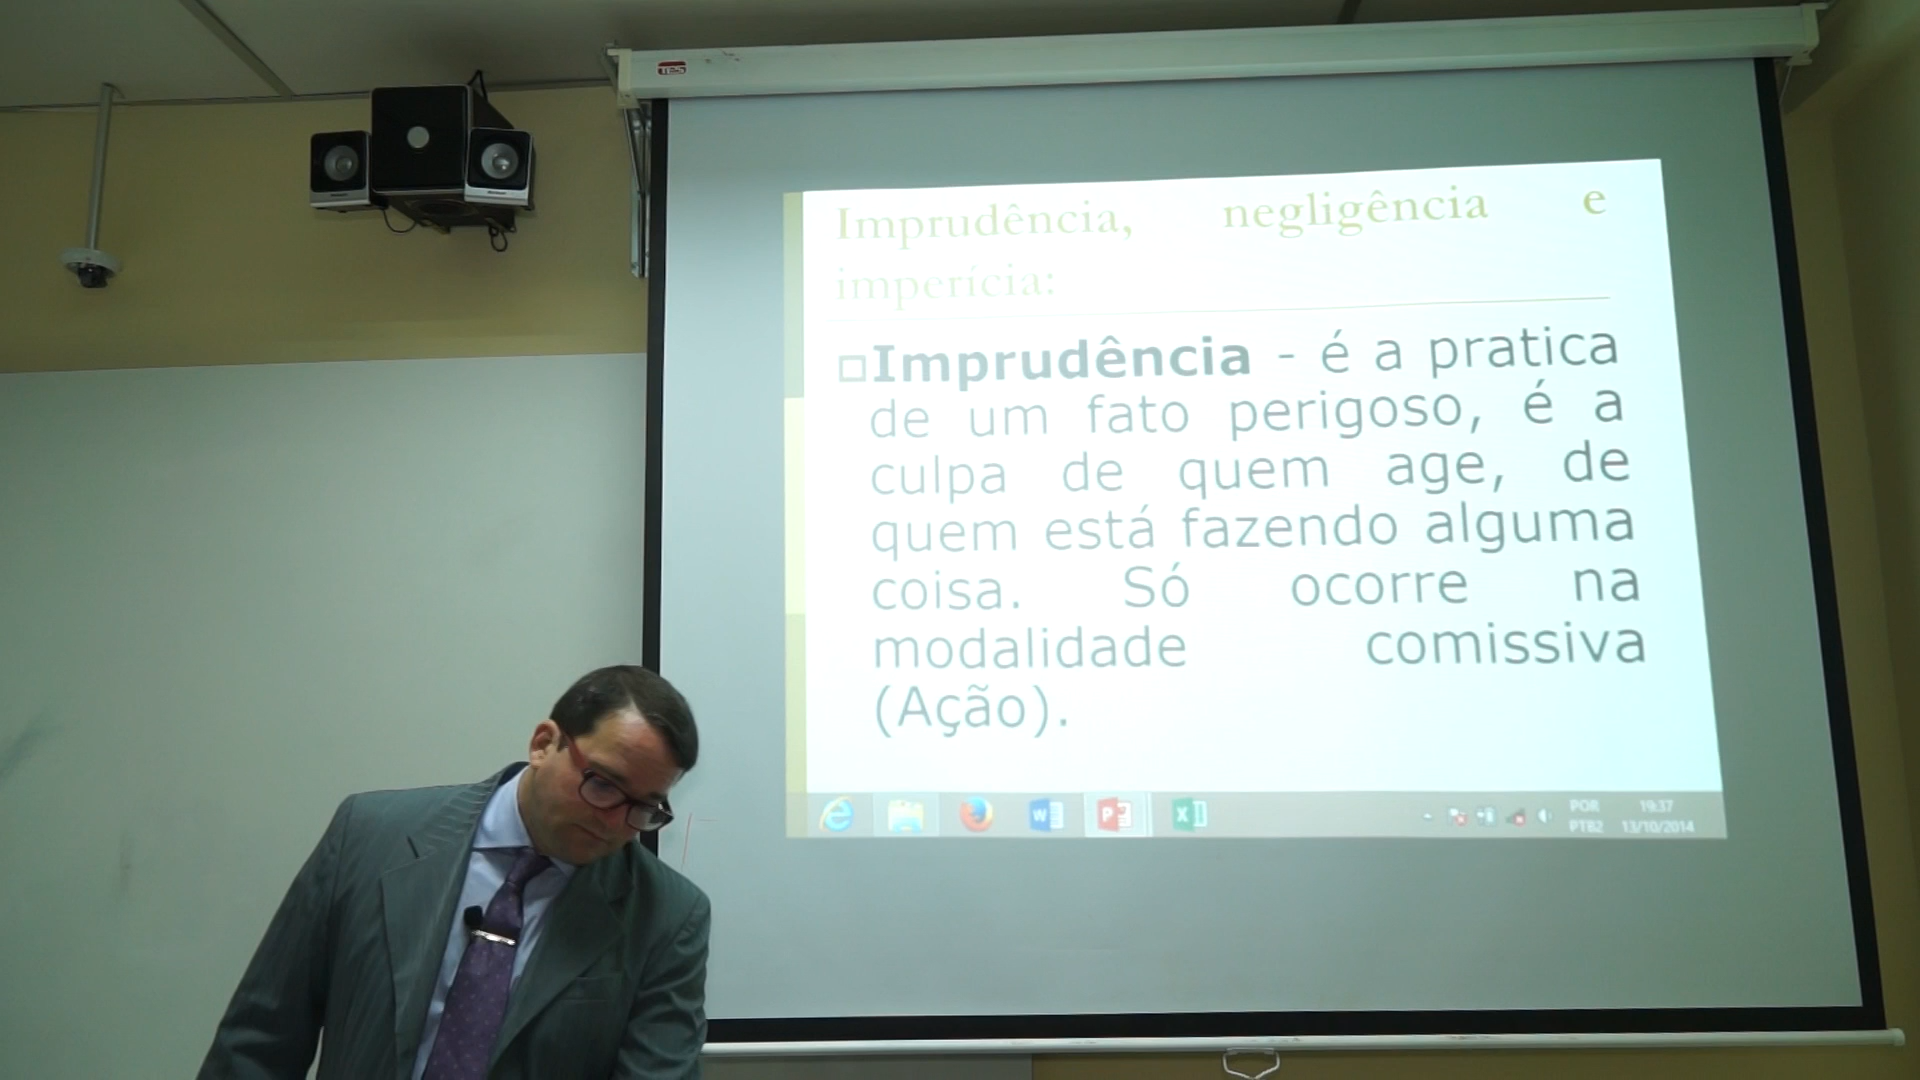 TES
Imprudência, negligência e
imperícia:
Imprudência - é a pratica
de um fato perigoso, é a
culpa de quem age, de
quem está fazendo alguma
coisa. Só ocorre na
modalidade comissiva
(Ação).
POR 19:37
PTB2 13/10/2014